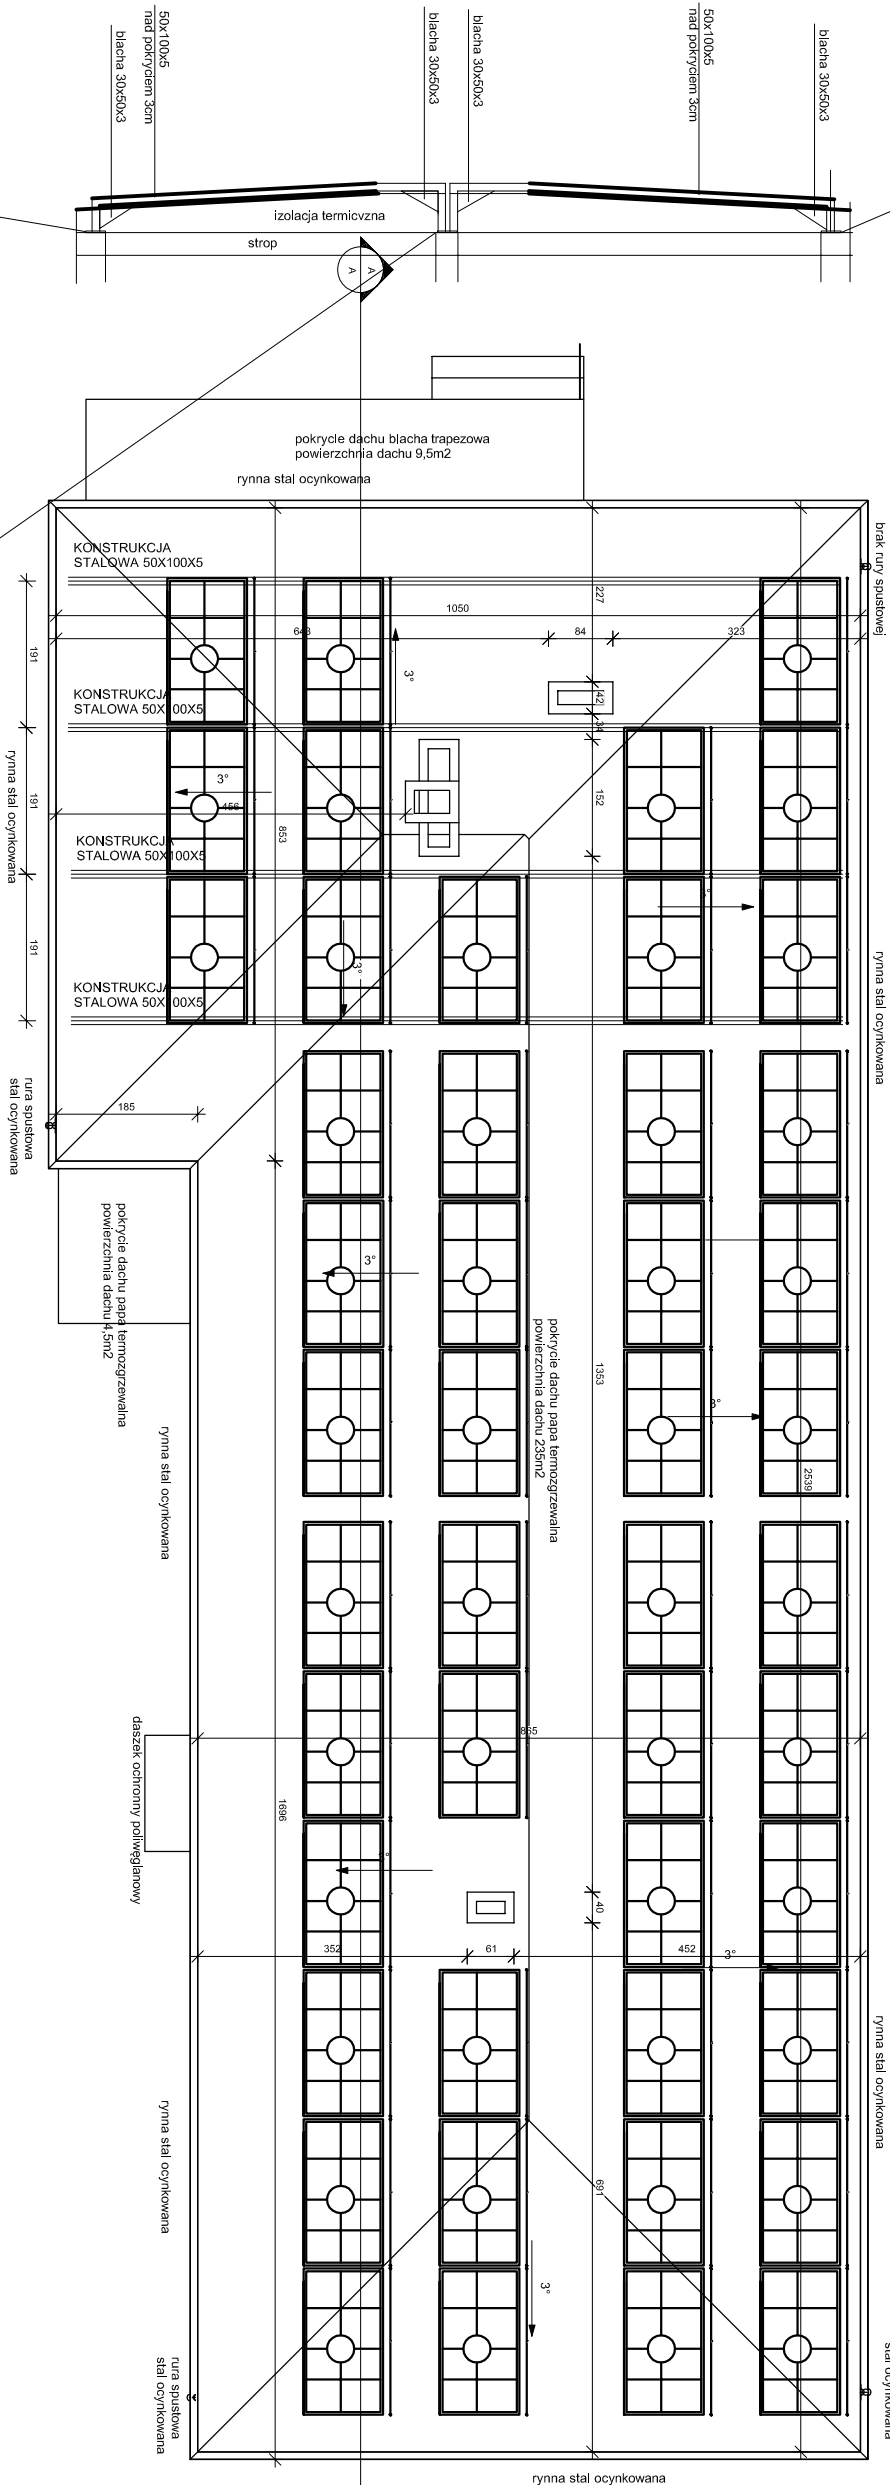 50x100x5
nad pokryciem 3cm
blacha 30x50x3
blacha 30x50x3
blacha 30x50x3
50x100x5
nad pokryciem 3cm
blacha 30x50x3
izolacja termicvzna
strop
A
A
pokrycie dachu blacha trapezowa
powierzchnia dachu 9,5m2
rynna stal ocynkowana
brak rury spustowej
KONSTRUKCJA
STALOWA 50X100X5
227
1050
643
84
323
191
3°
KONSTRUKCJA
STALOWA 50X100X5
42
34
rynna stal ocynkowana
191
3°
456
152
853
KONSTRUKCJA
STALOWA 50X100X5
3°
191
3°
rynna stal ocynkowana
KONSTRUKCJA
STALOWA 50X100X5
rura spustowa
stal ocynkowana
185
pokrycie dachu papa termozgrzewalna
powierzchnia dachu 4,5m2
3°
pokrycie dachu papa termozgrzewalna
powierzchnia dachu 235m2
1353
3°
2539
rynna stal ocynkowana
daszek ochronny poliwęglanowy
865
1696
3°
40
352
61
452
3°
rynna stal ocynkowana
rynna stal ocynkowana
691
3°
rura spustowa
stal ocynkowana
stal ocynkowana
rynna stal ocynkowana